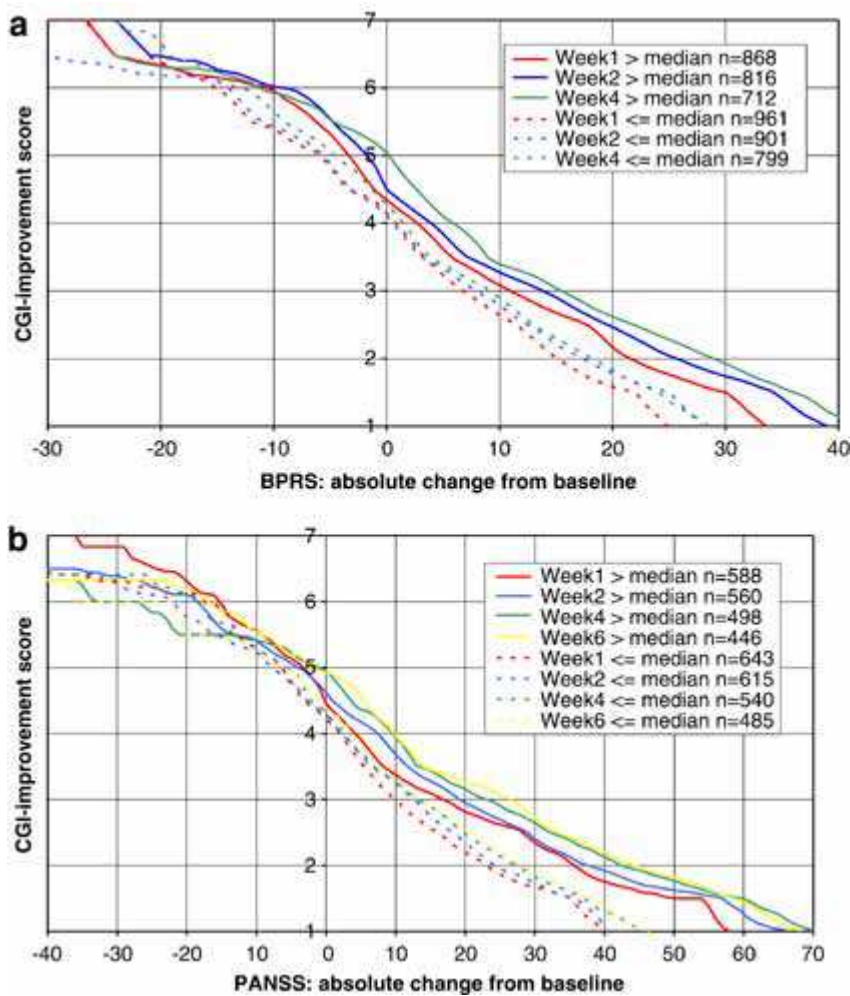 a
7
6
5
4
3
2
1
CGI-improvement score
Week1 > median n=868
Week2 > median n=816
Week4 > median n=712
Week1 <= median n=961
Week2 <= median n=901
Week4 <= median n=799
-30 -20 -10 0 10 20 30 40
BPRS: absolute change from baseline
b
7
6
5
4
3
2
1
CGI-improvement score
Week1 > median n=588
Week2 > median n=560
Week4 > median n=498
Week6 > median n=446
Week1 <= median n=643
Week2 <= median n=615
Week4 <= median n=540
Week6 <= median n=485
-40 -30 -20 10 0 10 20 30 40 50 60 70
PANSS: absolute change from baseline